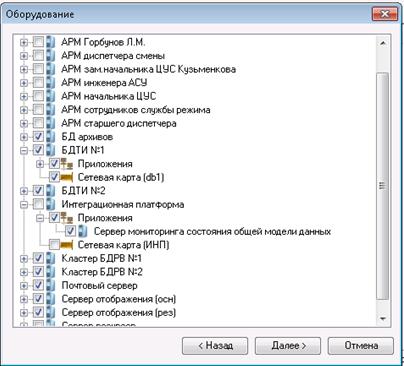 Оборудование
АРМ Горбунов Л.М.
АРМ диспетчера смены
АРМ зам.начальника ЦУС Кузьменкова
АРМ инженера АСУ
АРМ начальника ЦУС
АРМ сотрудников службы режима
АРМ старшего диспетчера
БД архивов
БДТИ №1
Приложения
Сетевая карта (db1)
БДТИ №2
Интеграционная платформа
Приложения
Сервер мониторинга состояния общей модели данных
Сетевая карта (ИНП)
Кластер БДРВ №1
Кластер БДРВ №2
Почтовый сервер
Сервер отображения (осн)
Сервер отображения (рез)
Сервер ресурсов
< Назад
Далее >
Отмена